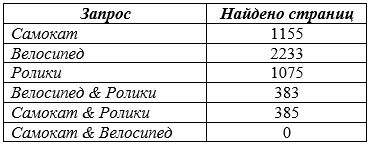 Запрос Найдено страниц
Самокат 1155
Велосипед 2233
Ролики 1075
Велосипед & Ролики 383
Самокат & Ролики 385
Самокат & Велосипед 0